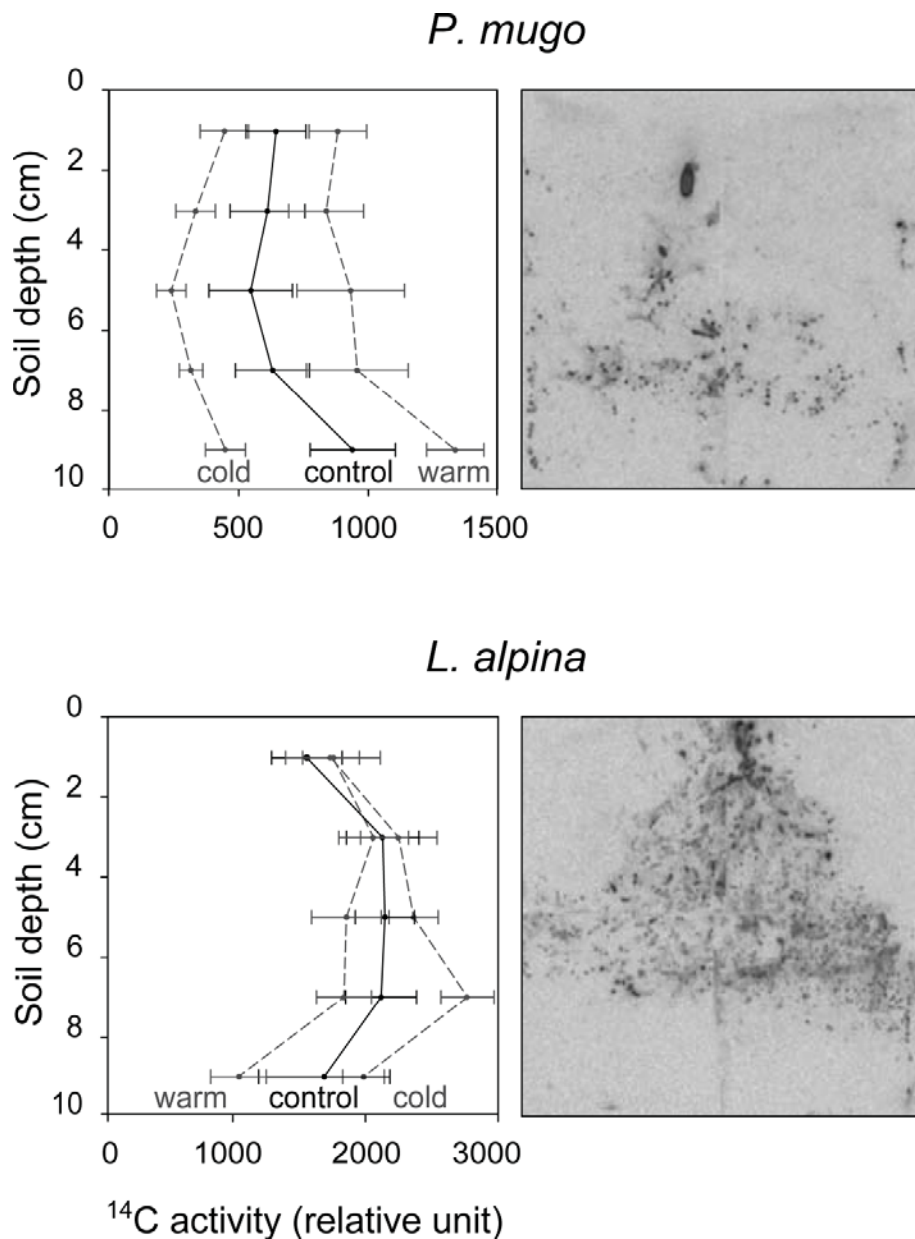 P. mugo
Soil depth (cm)
0
2
4
6
8
10
cold control warm
0 500 1000 1500
L. alpina
Soil depth (cm)
0
2
4
6
8
10
warm control cold
0 1000 2000 3000
¹⁴C activity (relative unit)